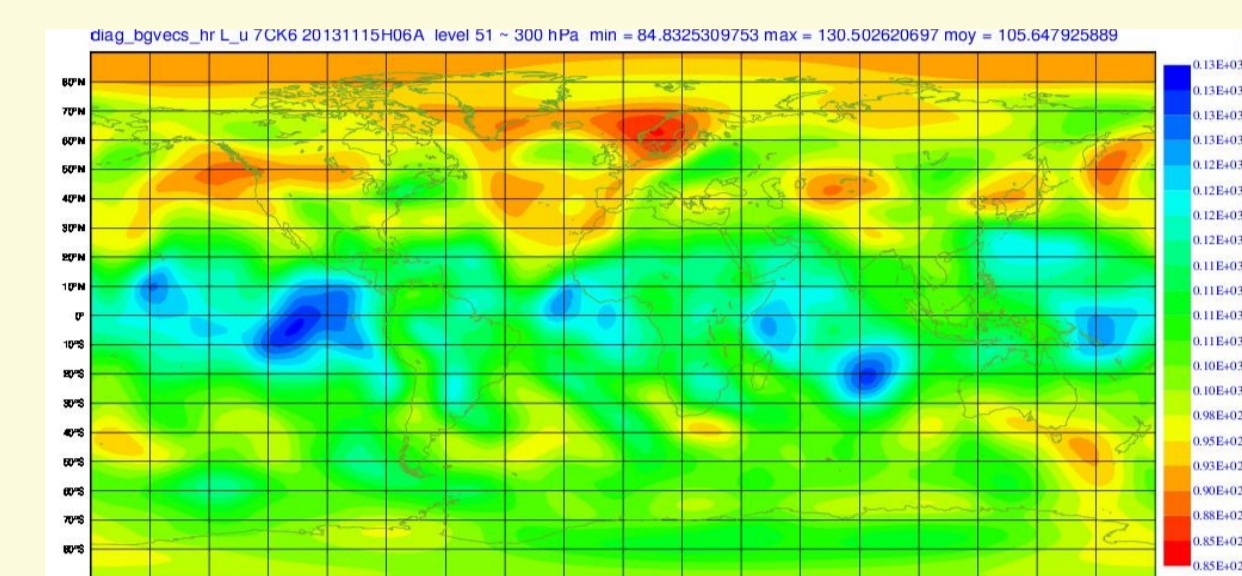 diag_bgvecs_hr L_u 7CK6 20131115H06A level 51 ~ 300 hPa min = 84.8325309753 max = 130.502620697 moy = 105.647925889
80°N
70°N
60°N
50°N
40°N
30°N
20°N
10°N
0°
10°S
20°S
30°S
40°S
50°S
60°S
70°S
80°S
0.13E+03
0.13E+03
0.13E+03
0.13E+03
0.12E+03
0.12E+03
0.12E+03
0.12E+03
0.11E+03
0.11E+03
0.11E+03
0.11E+03
0.10E+03
0.10E+03
0.98E+02
0.95E+02
0.93E+02
0.90E+02
0.88E+02
0.85E+02
0.85E+02